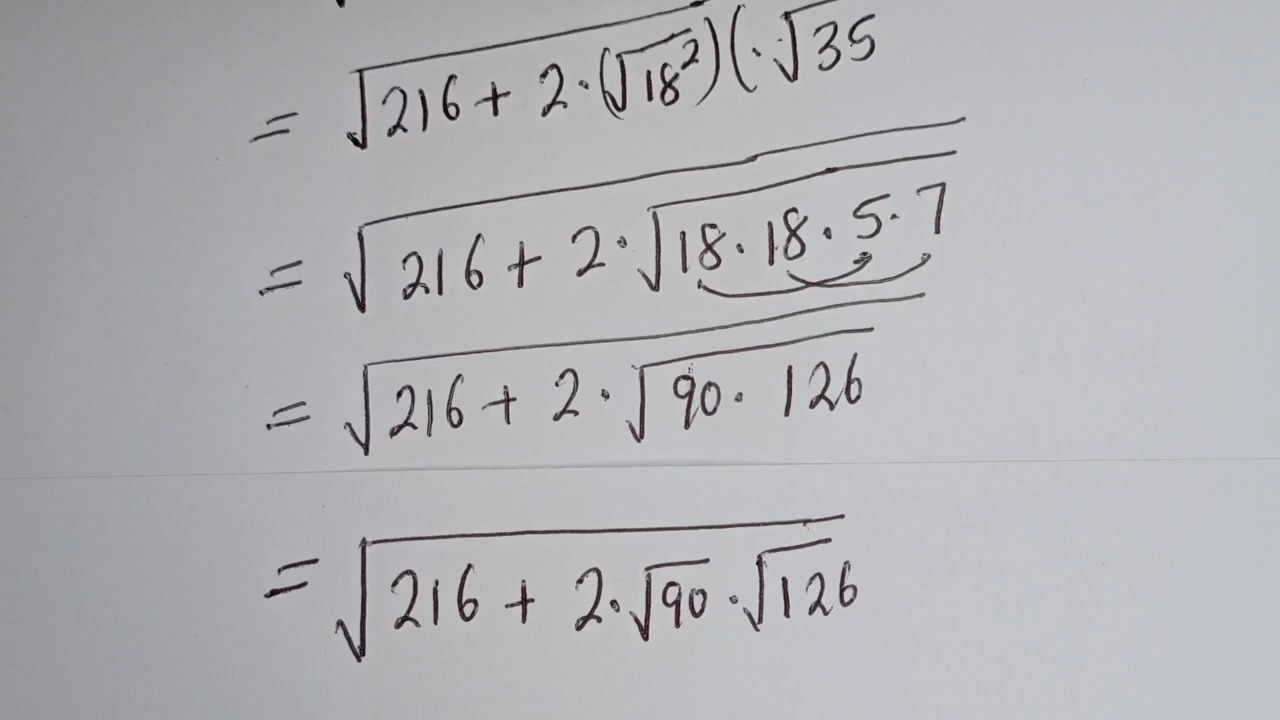 = √216 + 2·(√18²)(·√35
= √216 + 2·√18·18·5·7
= √216 + 2·√90·126
= √216 + 2·√90·√126